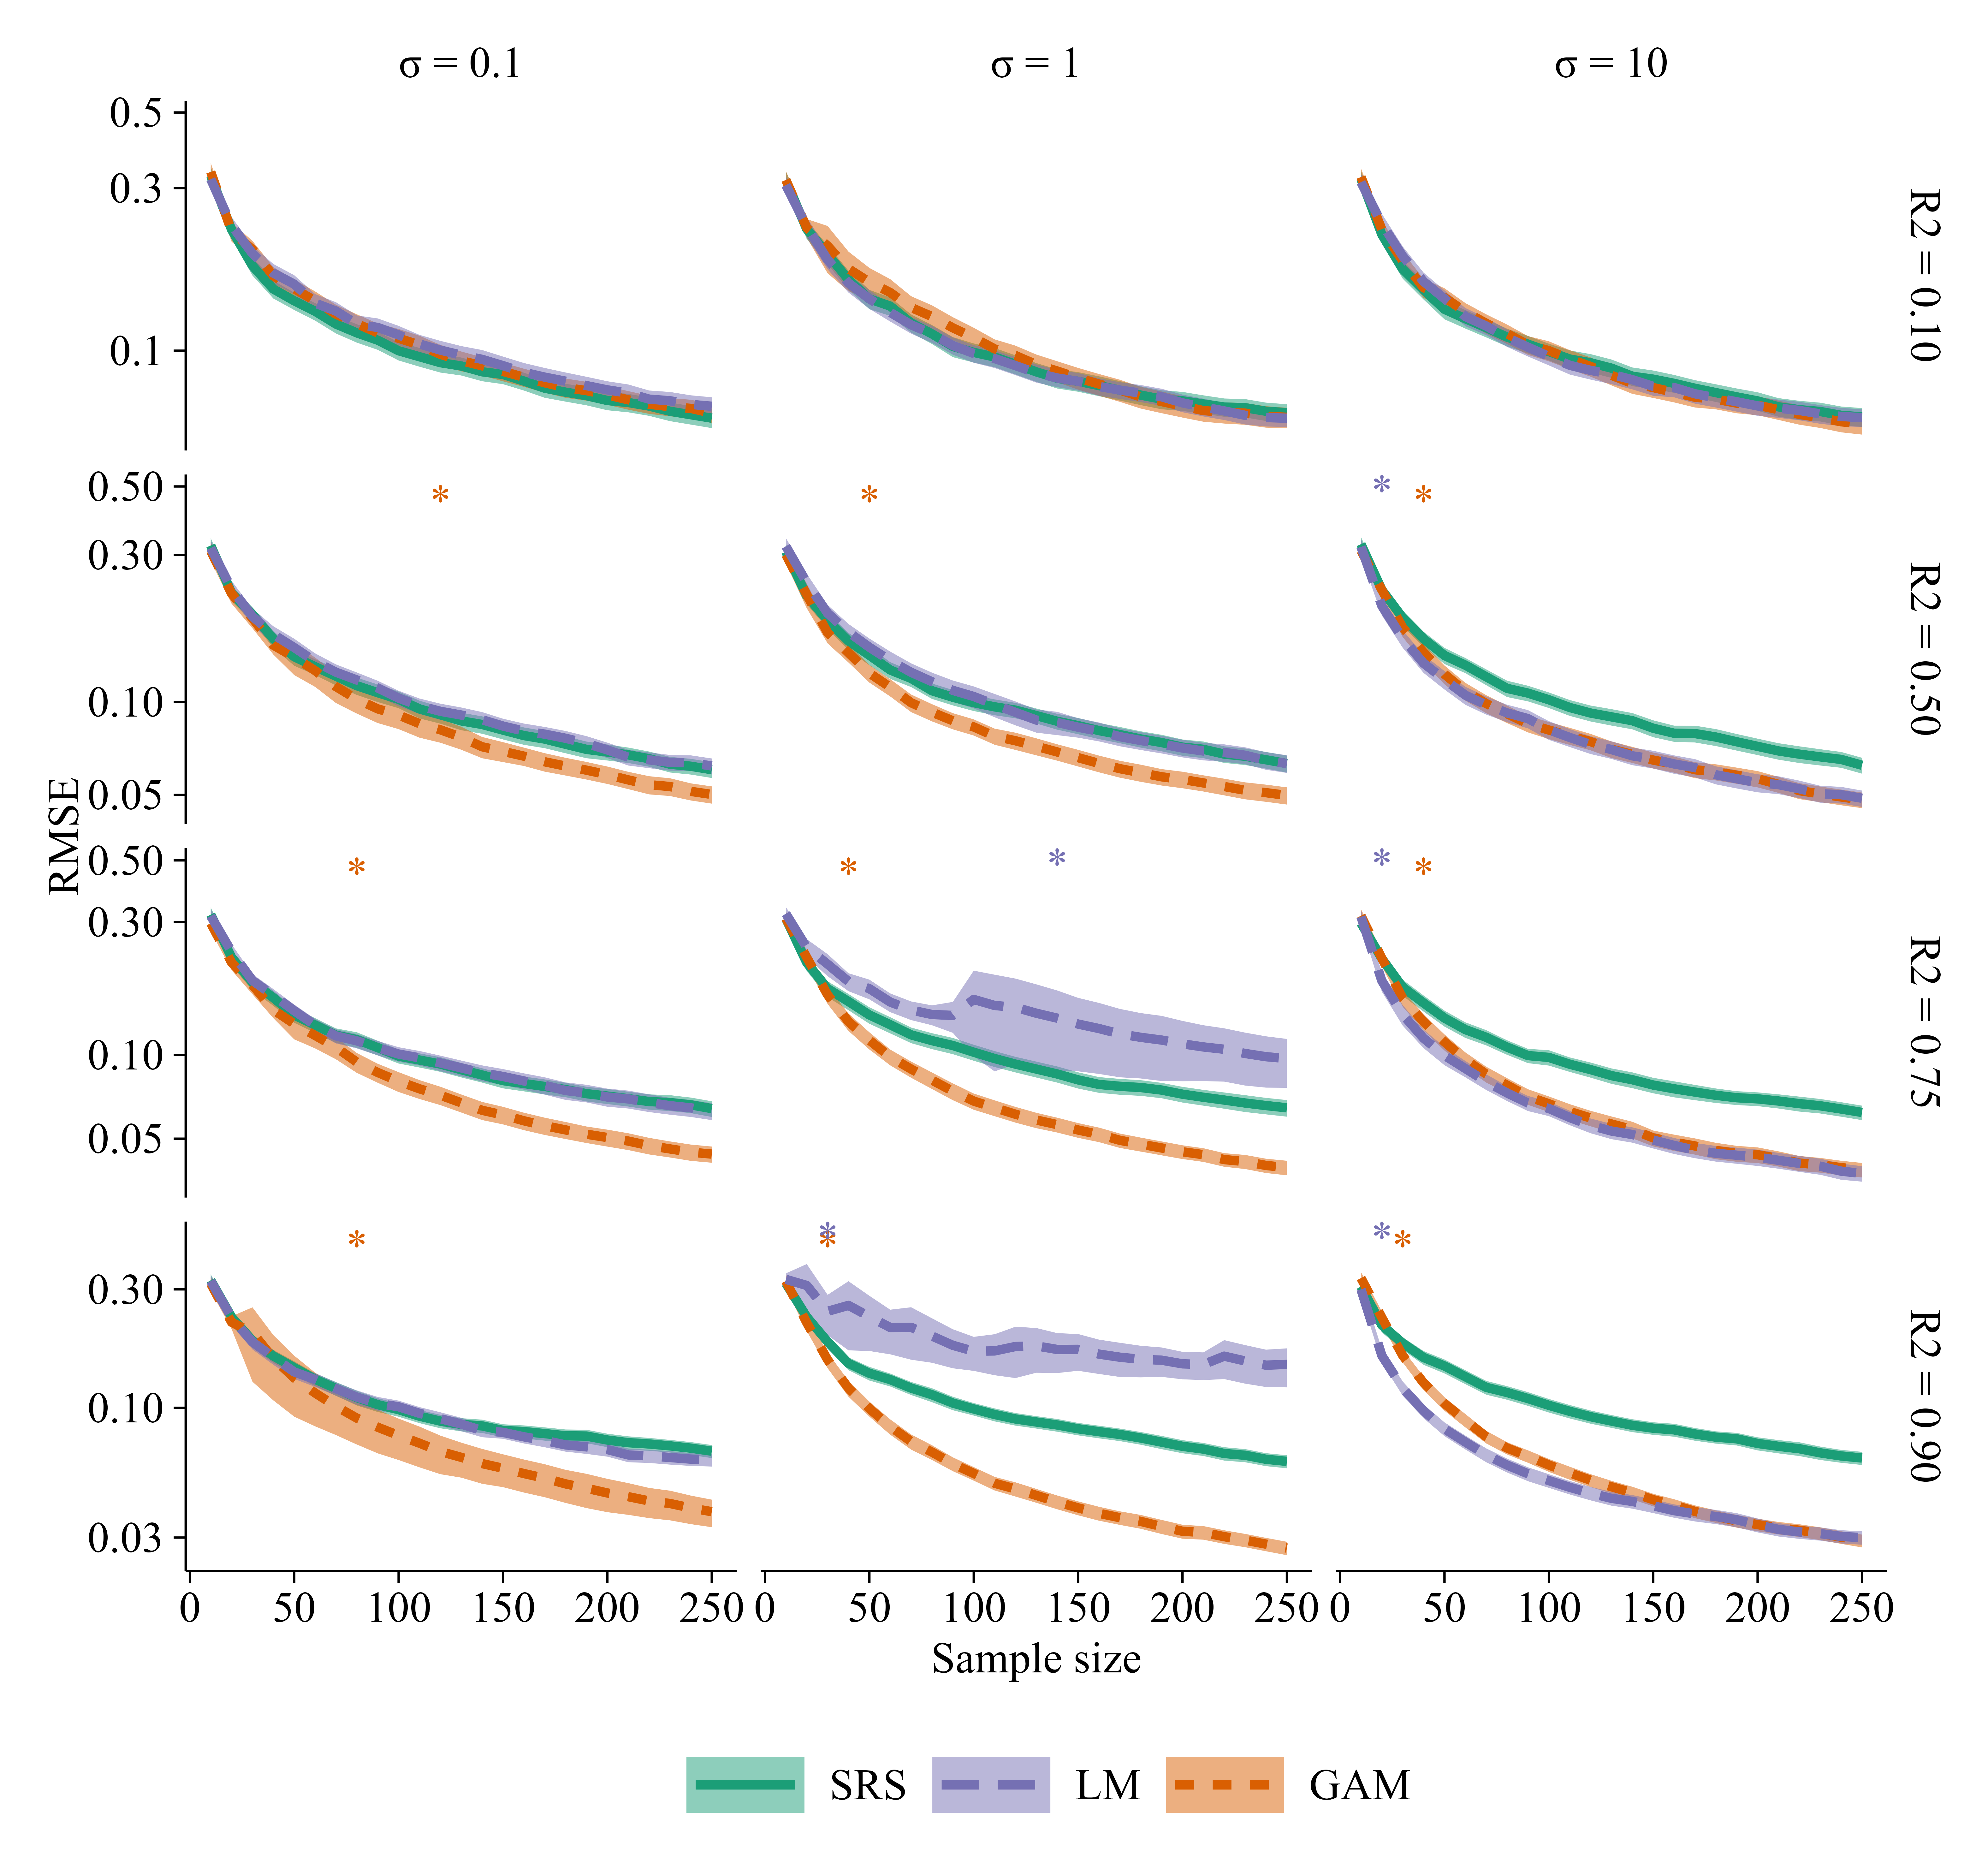 σ = 0.1 σ = 1 σ = 10
0.5
0.3
0.1
R2 = 0.10
* * * *
0.50
0.30
0.10
0.05
R2 = 0.50
* * * * *
0.50
0.30
0.10
0.05
R2 = 0.75
* * * * *
0.30
0.10
0.03
R2 = 0.90
RMSE
0 50 100 150 200 250 0 50 100 150 200 250 0 50 100 150 200 250
Sample size
SRS LM GAM